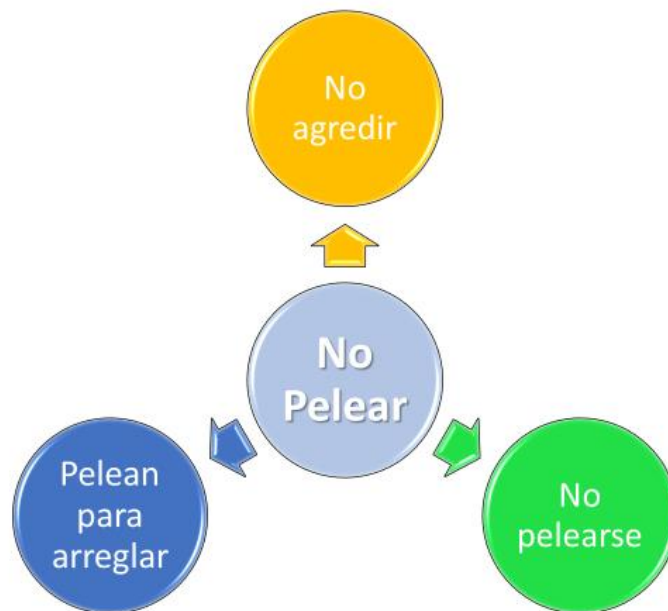 No
agredir
No
Pelear
Pelean
para
arreglar
No
pelearse